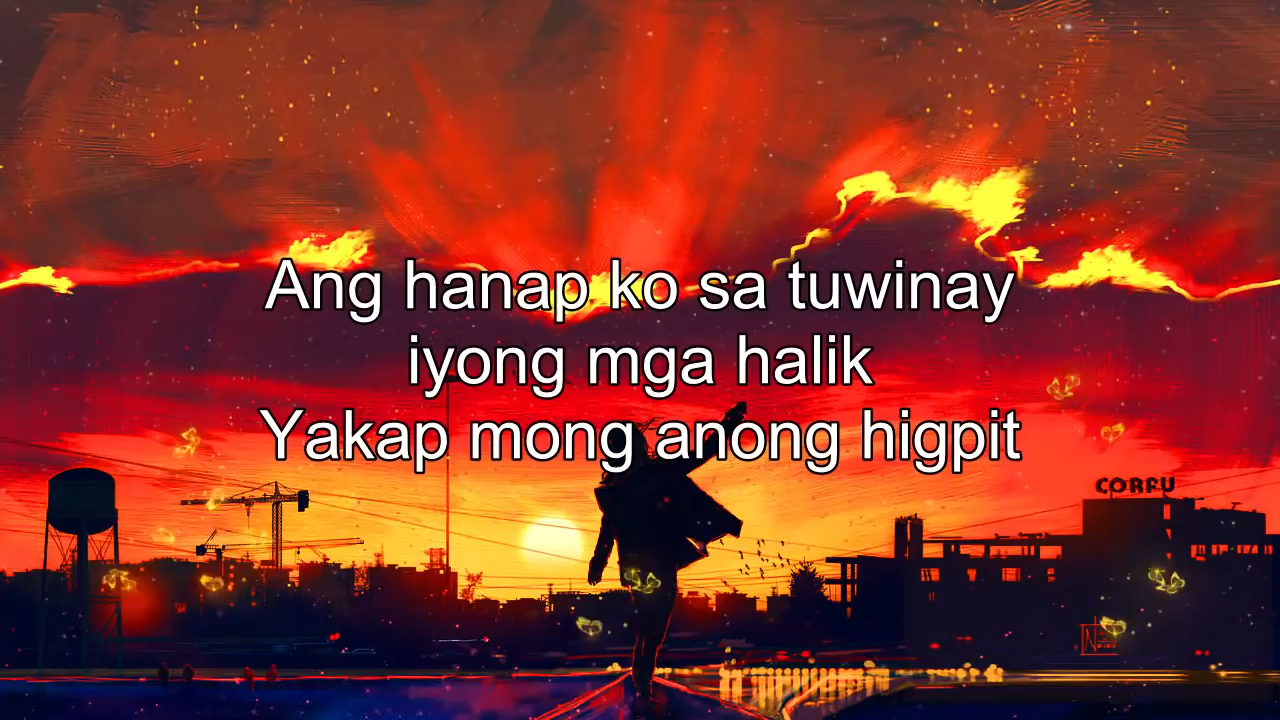 Ang hanap ko sa tuwinay
iyong mga halik
Yakap mong anong higpit
CORFU